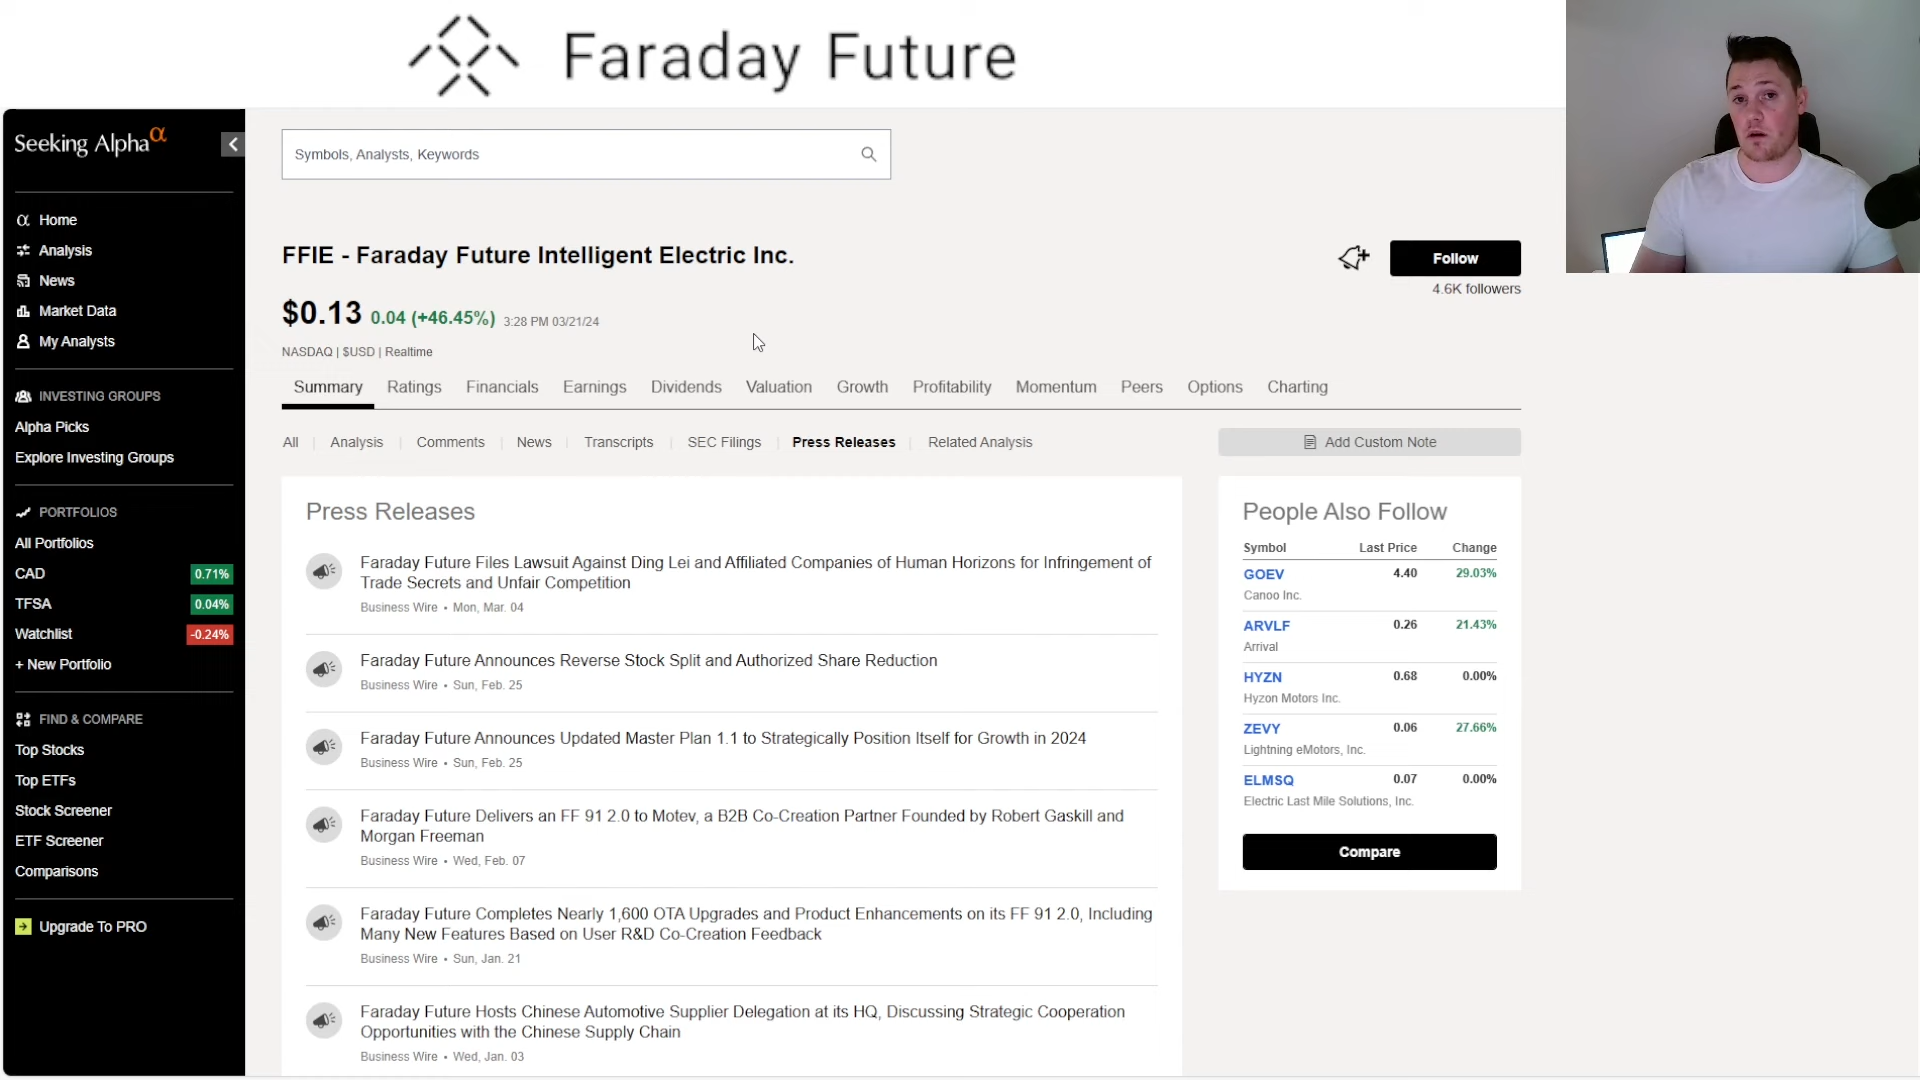 Faraday Future
Seeking Alpha α
Home
Analysis
News
Market Data
My Analysts
INVESTING GROUPS
Alpha Picks
Explore Investing Groups
PORTFOLIOS
All Portfolios
CAD 0.71%
TFSA 0.04%
Watchlist -0.24%
+ New Portfolio
FIND & COMPARE
Top Stocks
Top ETFs
Stock Screener
ETF Screener
Comparisons
Upgrade To PRO
Symbols, Analysts, Keywords
FFIE - Faraday Future Intelligent Electric Inc.
$0.13 0.04 (+46.45%) 3:28 PM 03/21/24
NASDAQ | $USD | Realtime
Follow
4.6K followers
Summary Ratings Financials Earnings Dividends Valuation Growth Profitability Momentum Peers Options Charting
All | Analysis | Comments | News | Transcripts | SEC Filings | Press Releases | Related Analysis
Add Custom Note
Press Releases
Faraday Future Files Lawsuit Against Ding Lei and Affiliated Companies of Human Horizons for Infringement of
Trade Secrets and Unfair Competition
Business Wire • Mon, Mar. 04
Faraday Future Announces Reverse Stock Split and Authorized Share Reduction
Business Wire • Sun, Feb. 25
Faraday Future Announces Updated Master Plan 1.1 to Strategically Position Itself for Growth in 2024
Business Wire • Sun, Feb. 25
Faraday Future Delivers an FF 91 2.0 to Motev, a B2B Co-Creation Partner Founded by Robert Gaskill and
Morgan Freeman
Business Wire • Wed, Feb. 07
Faraday Future Completes Nearly 1,600 OTA Upgrades and Product Enhancements on its FF 91 2.0, Including
Many New Features Based on User R&D Co-Creation Feedback
Business Wire • Sun, Jan. 21
Faraday Future Hosts Chinese Automotive Supplier Delegation at its HQ, Discussing Strategic Cooperation
Opportunities with the Chinese Supply Chain
Business Wire • Wed, Jan. 03
People Also Follow
Symbol Last Price Change
GOEV 4.40 29.03%
Canoo Inc.
ARVLF 0.26 21.43%
Arrival
HYZN 0.68 0.00%
Hyzon Motors Inc.
ZEVY 0.06 27.66%
Lightning eMotors, Inc.
ELMSQ 0.07 0.00%
Electric Last Mile Solutions, Inc.
Compare